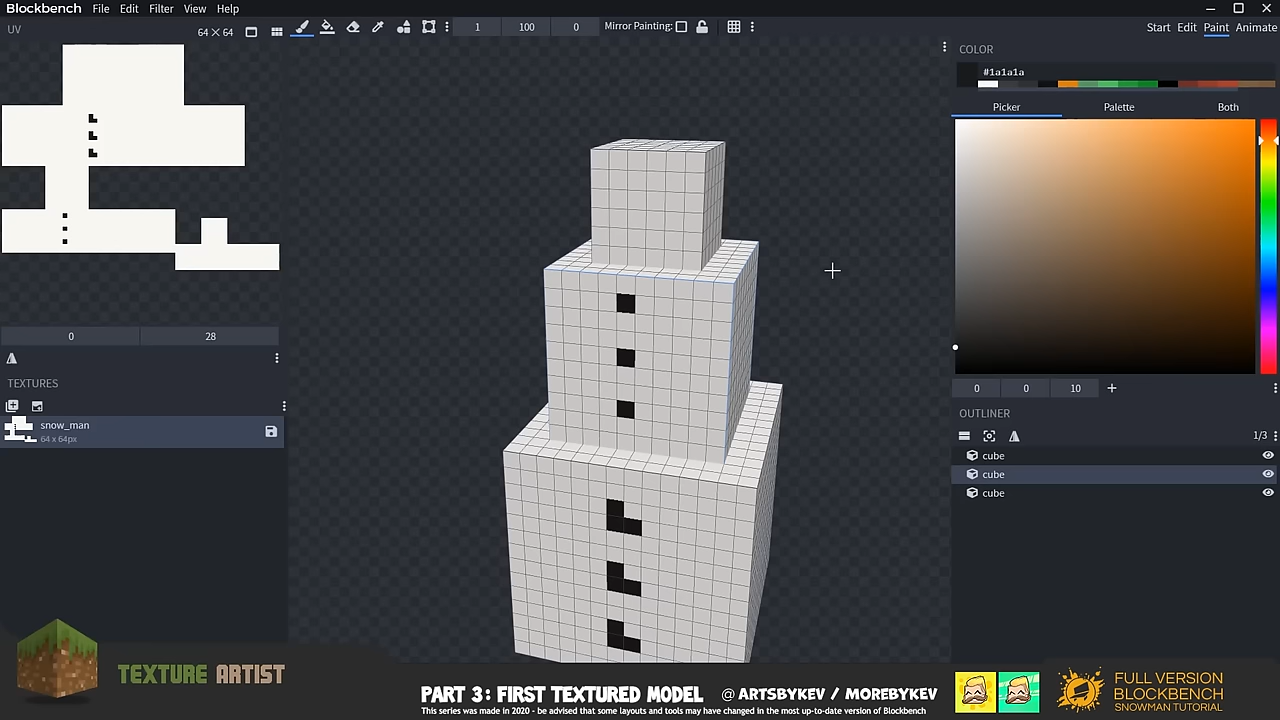 Blockbench File Edit Filter View Help
UV
64 × 64
1 100 0 Mirror Painting:
Start Edit Paint Animate
COLOR
#1a1a1a
Picker Palette Both
0 28
TEXTURES
snow_man
64 x 64px
0 0 10
OUTLINER
1/3
cube
cube
cube
TEXTURE ARTIST
PART 3: FIRST TEXTURED MODEL @ARTSBYKEV / MOREBYKEV
This series was made in 2020 - be advised that some layouts and tools may have changed in the most up-to-date version of Blockbench
FULL VERSION
BLOCKBENCH
SNOWMAN TUTORIAL